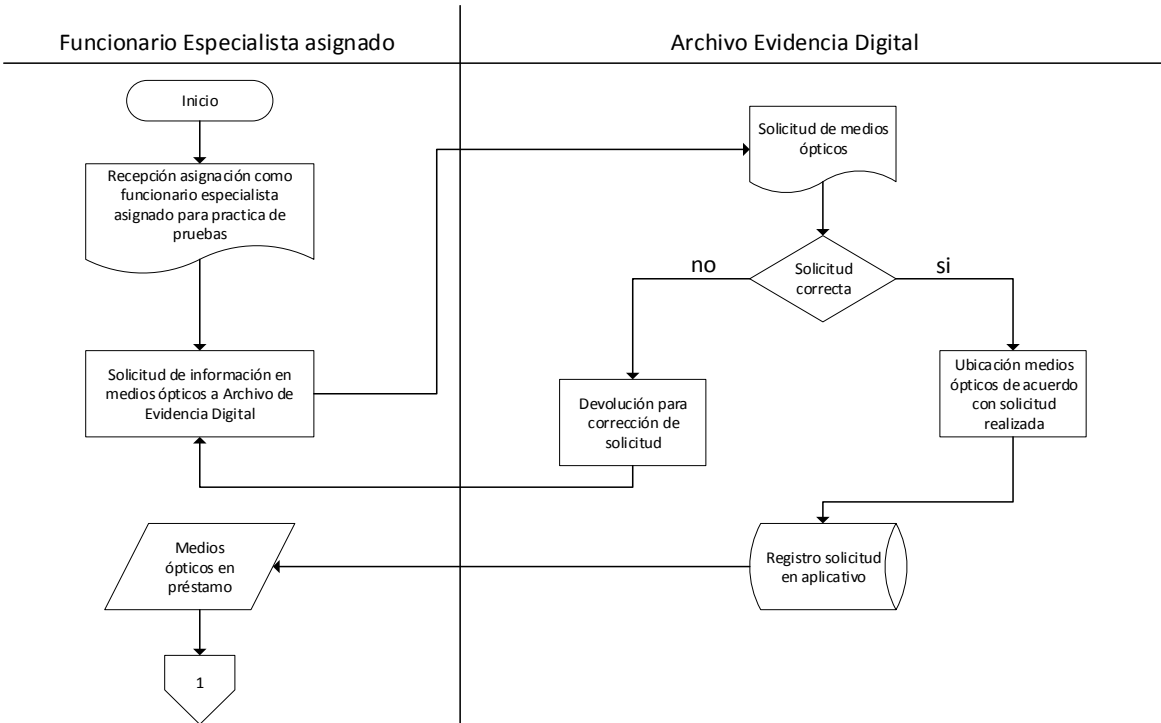 Funcionario Especialista asignado
Archivo Evidencia Digital
Inicio
Recepción asignación como
funcionario especialista
asignado para practica de
pruebas
Solicitud de medios
ópticos
no
Solicitud
correcta
si
Solicitud de información en
medios ópticos a Archivo de
Evidencia Digital
Devolución para
corrección de
solicitud
Ubicación medios
ópticos de acuerdo
con solicitud
realizada
Medios
ópticos en
préstamo
Registro solicitud
en aplicativo
1